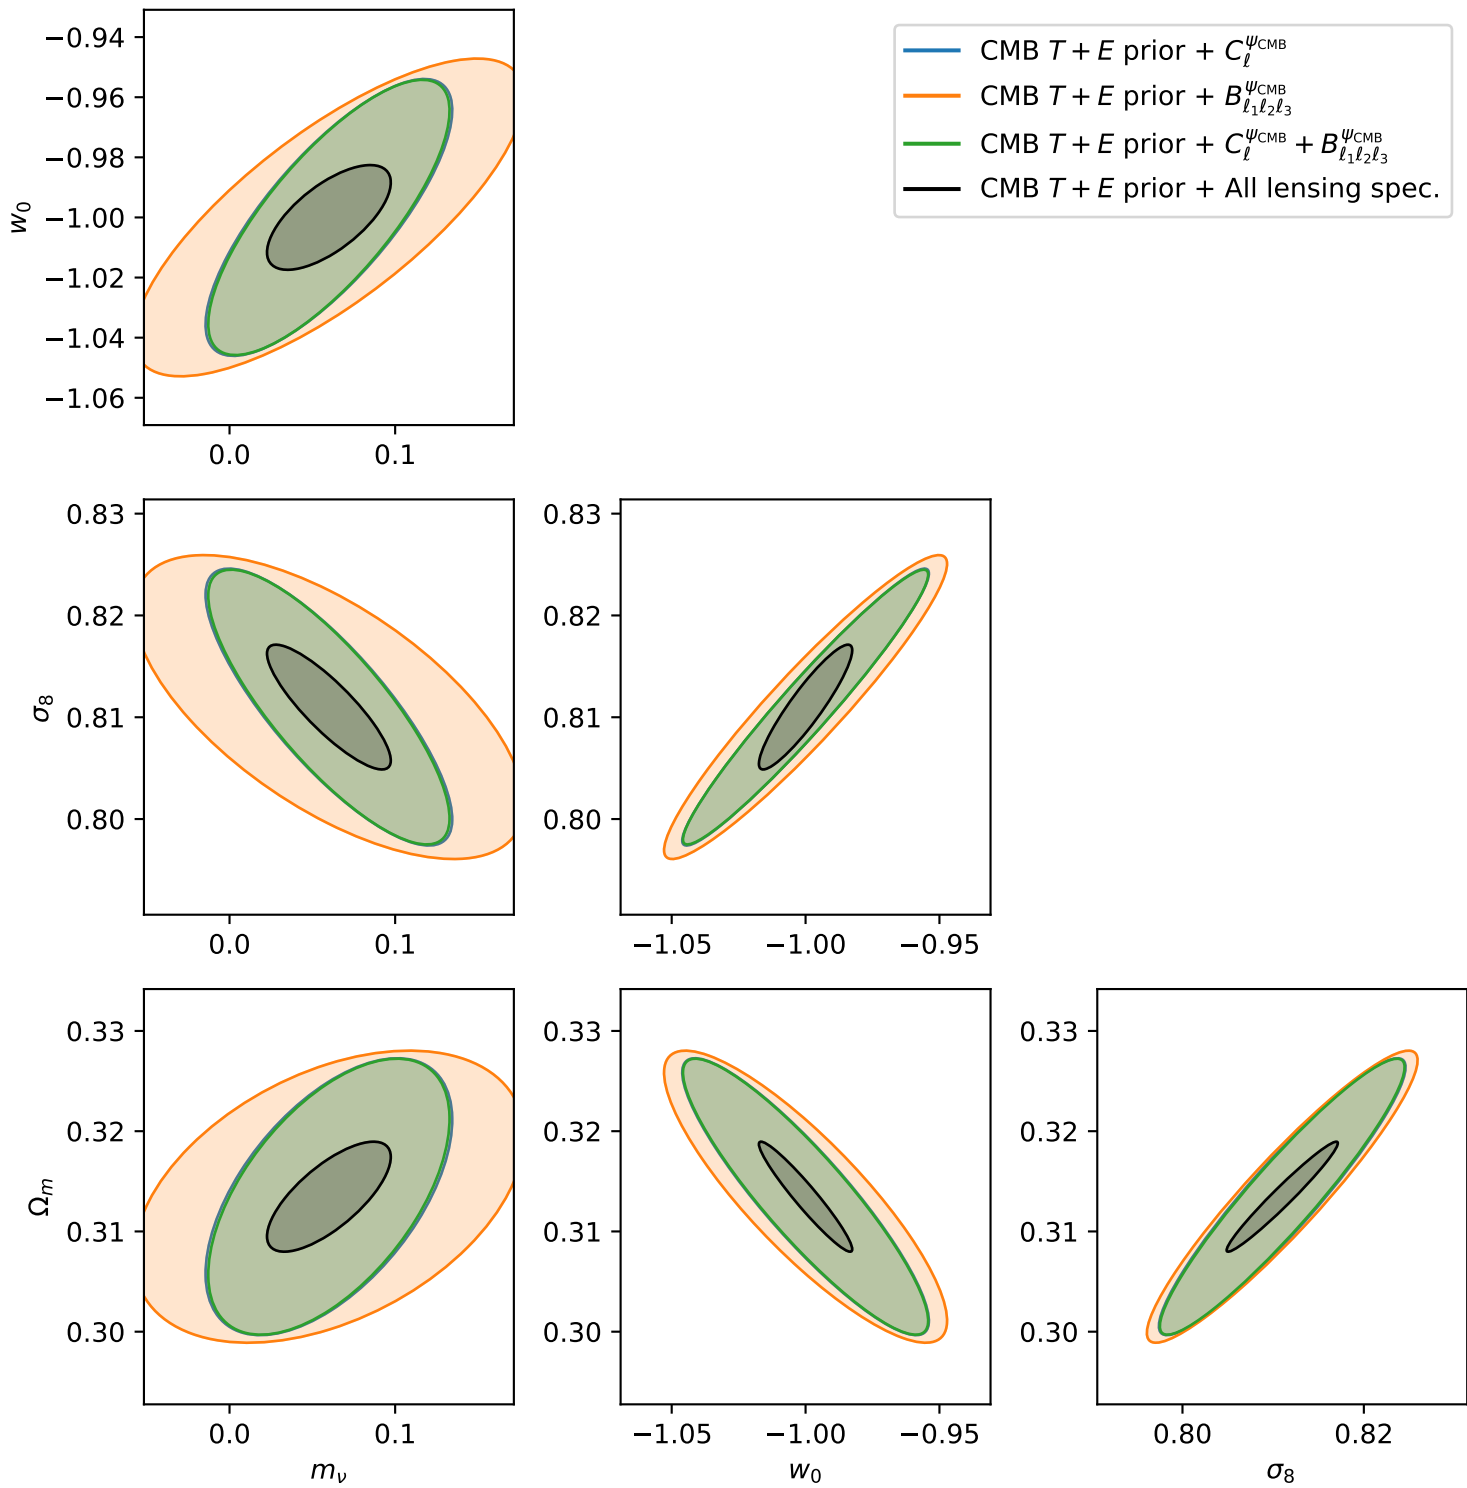 CMB T + E prior + C_ℓ^{ψ_CMB}
CMB T + E prior + B_{ℓ₁ℓ₂ℓ₃}^{ψ_CMB}
CMB T + E prior + C_ℓ^{ψ_CMB} + B_{ℓ₁ℓ₂ℓ₃}^{ψ_CMB}
CMB T + E prior + All lensing spec.
−0.94
−0.96
−0.98
−1.00
−1.02
−1.04
−1.06
w₀
0.0 0.1
0.83
0.82
0.81
0.80
σ₈
0.0 0.1
0.83
0.82
0.81
0.80
−1.05 −1.00 −0.95
0.33
0.32
0.31
0.30
Ω_m
0.0 0.1
m_ν
0.33
0.32
0.31
0.30
−1.05 −1.00 −0.95
w₀
0.33
0.32
0.31
0.30
0.80 0.82
σ₈